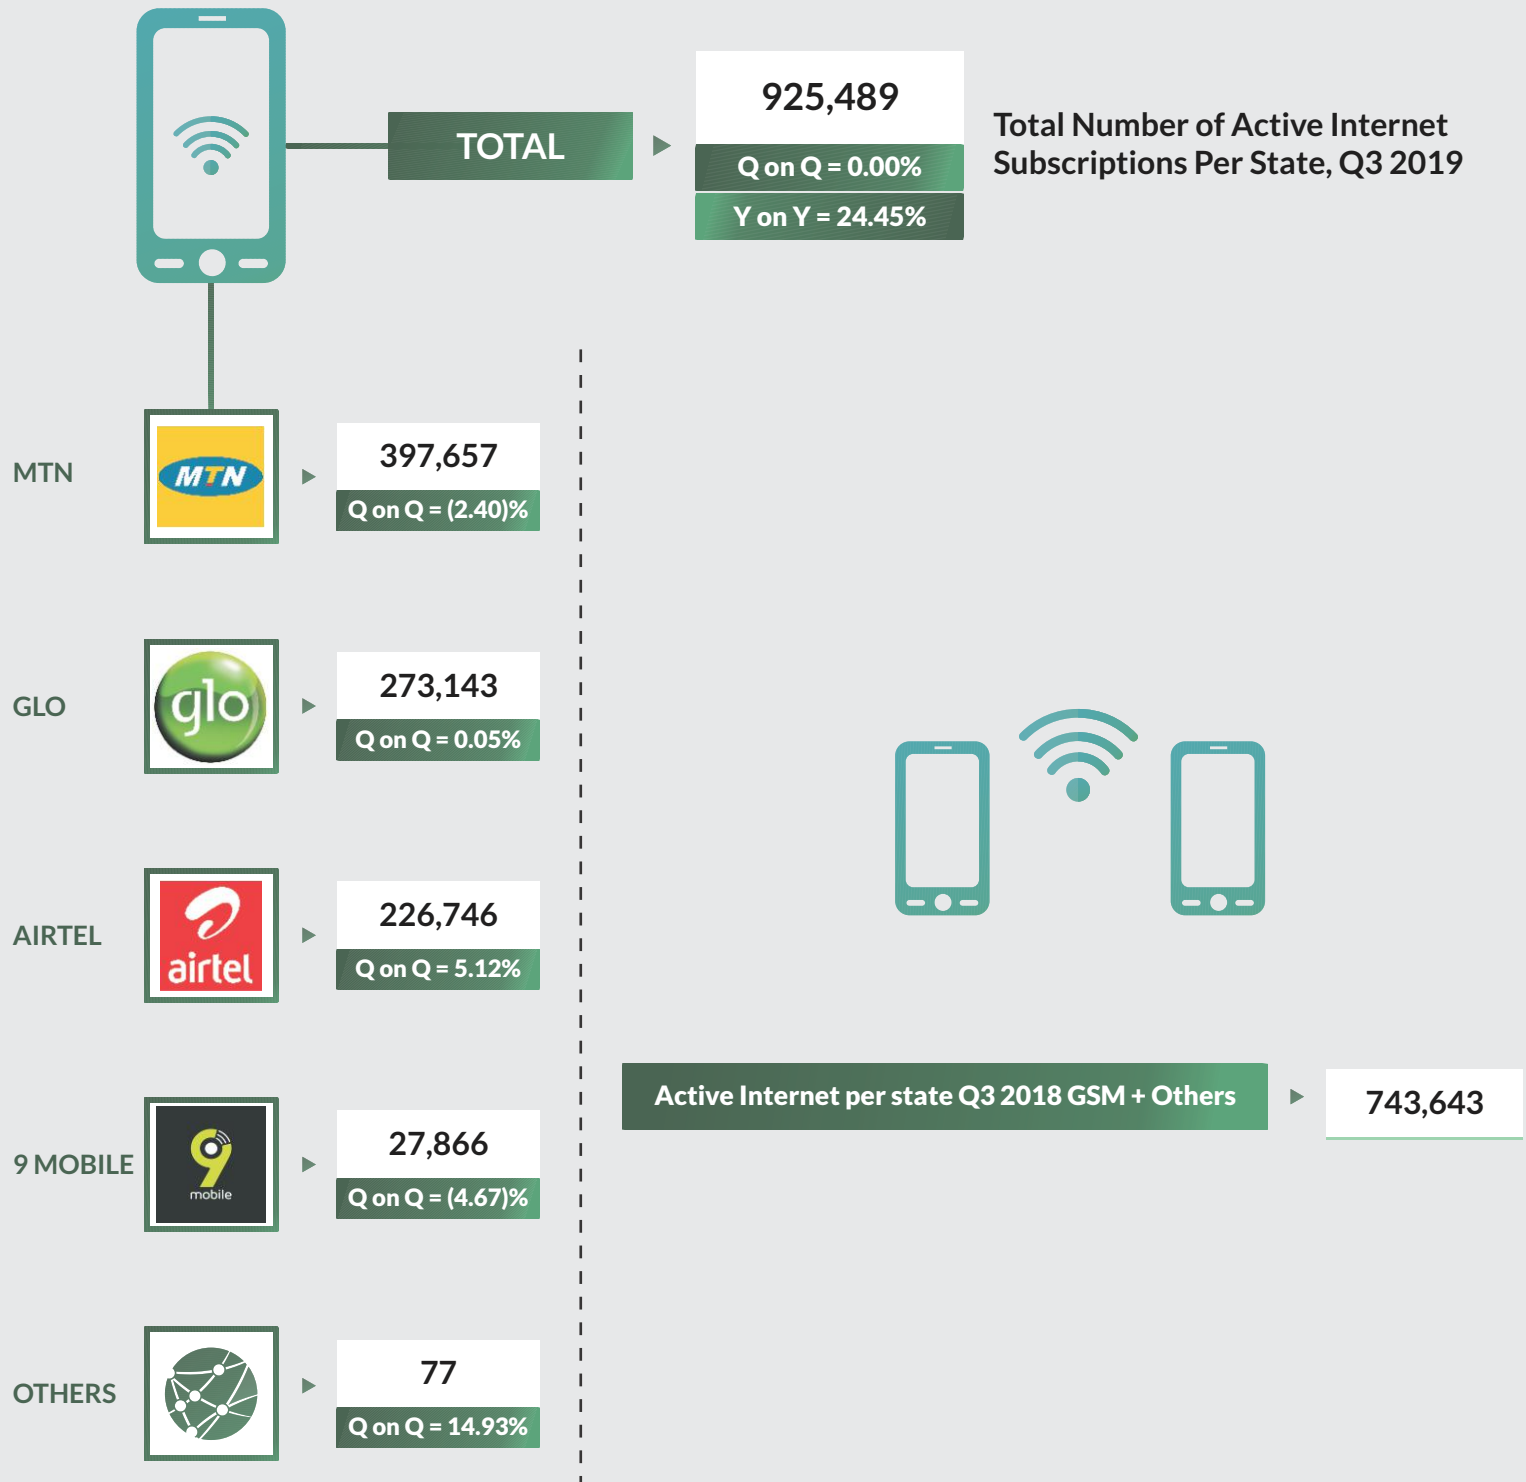 925,489
TOTAL
Q on Q = 0.00%
Y on Y = 24.45%
Total Number of Active Internet
Subscriptions Per State, Q3 2019
MTN
MTN
397,657
Q on Q = (2.40)%
GLO
glo
273,143
Q on Q = 0.05%
AIRTEL
airtel
226,746
Q on Q = 5.12%
9 MOBILE
9
mobile
27,866
Q on Q = (4.67)%
OTHERS
77
Q on Q = 14.93%
Active Internet per state Q3 2018 GSM + Others
743,643